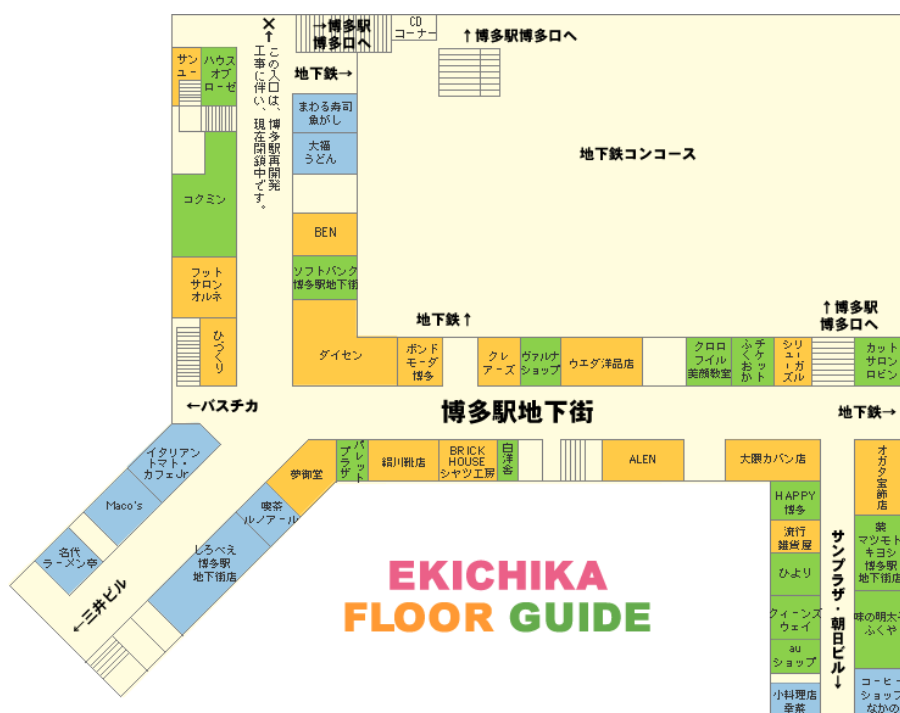 →博多駅
博多口へ
CD
コーナー
↑博多駅博多口へ
×
↑
この入口は、博多駅再開発
工事に伴い、現在閉鎖中です。
サン
ユー
ハウス
オブ
ローゼ
地下鉄→
まわる寿司
魚がし
大福
うどん
地下鉄コンコース
コクミン
BEN
ソフトバンク
博多駅地下街
フット
サロン
オルネ
ひづくり
ダイセン
地下鉄↑
ボンド
モーダ
博多
クレ
アーズ
ヴァルナ
ショップ
ウエダ洋品店
クロロ
フイル
美顔教室
チケット
ふくおか
シューズ
リーガル
↑博多駅
博多口へ
カット
サロン
ロビン
←バスチカ
博多駅地下街
地下鉄→
イタリアン
トマト・
カフェJr.
Maco's
名代
ラーメン亭
夢御堂
喫茶
ルノアール
しろべえ
博多駅
地下街店
←三井ビル
パレット
プラザ
絹川靴店
BRICK
HOUSE
シャツ工房
白洋舎
ALEN
大隈カバン店
オガタ宝飾店
HAPPY
博多
流行
雑貨屋
ひより
クィーンズ
ウェイ
au
ショップ
小料理店
幸菜
サンプラザ・朝日ビル↓
薬
マツモト
キヨシ
博多駅
地下街店
味の明太子
ふくや
コーヒー
ショップ
なかの
EKICHIKA
FLOOR GUIDE